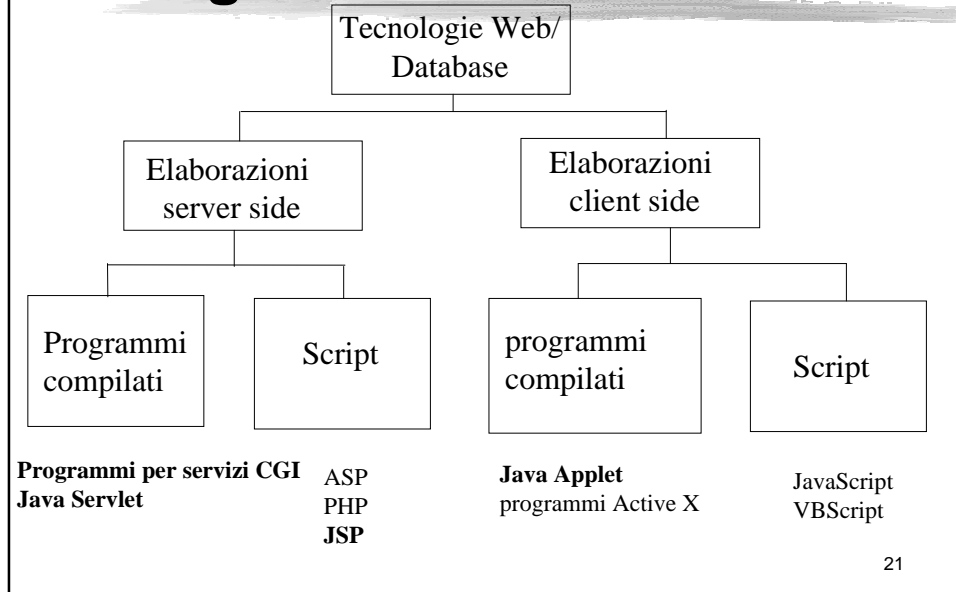 Tecnologie Web/
Database
Elaborazioni
server side
Elaborazioni
client side
Programmi
compilati
Script
programmi
compilati
Script
Programmi per servizi CGI
Java Servlet
ASP
PHP
JSP
Java Applet
programmi Active X
JavaScript
VBScript
21